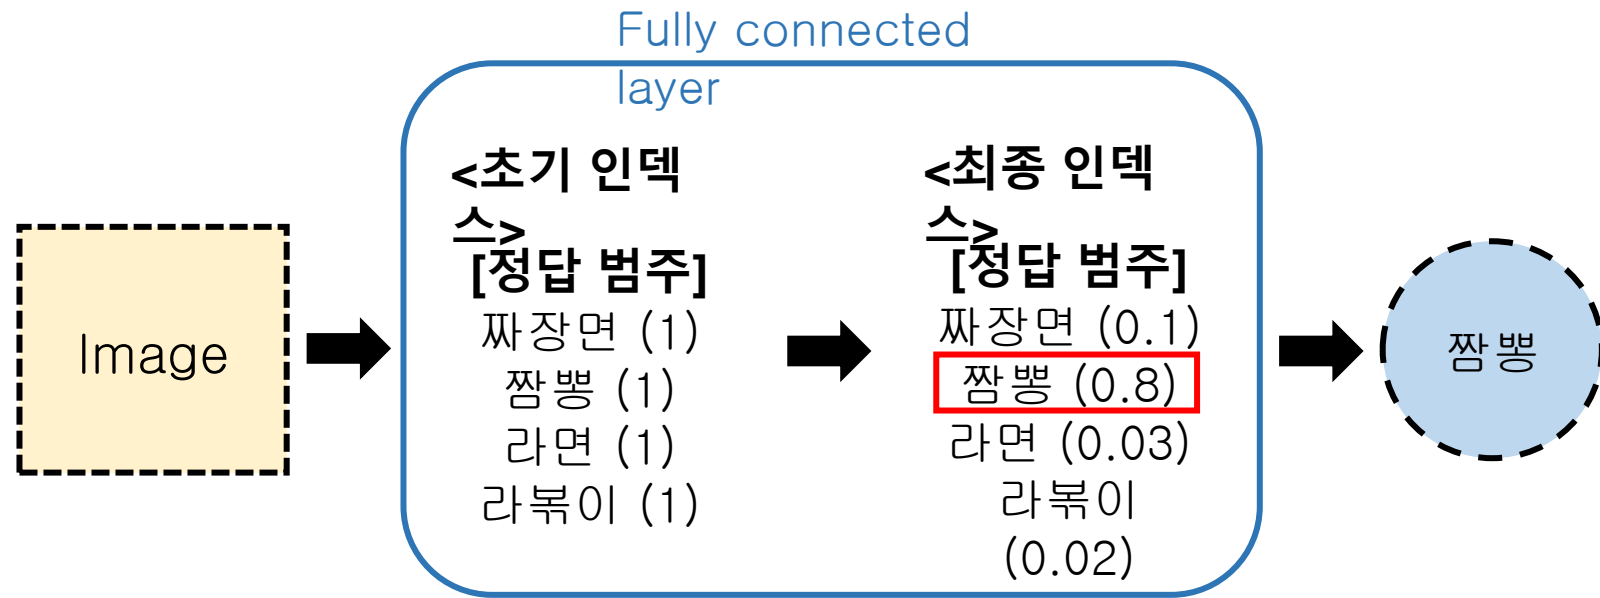 Fully connected
layer
Image
<초기 인덱
스>
[정답 범주]
짜장면 (1)
짬뽕 (1)
라면 (1)
라볶이 (1)
<최종 인덱
스>
[정답 범주]
짜장면 (0.1)
짬뽕 (0.8)
라면 (0.03)
라볶이
(0.02)
짬뽕